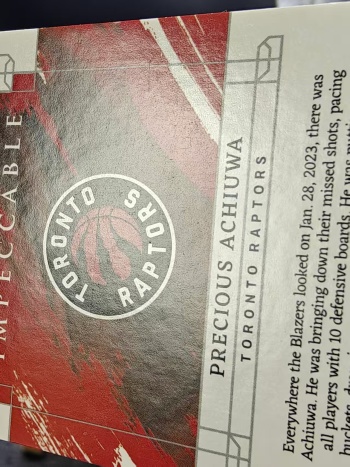 IMPECCABLE
TORONTO
RAPTORS
PRECIOUS ACHIUWA
TORONTO RAPTORS
Everywhere the Blazers looked on Jan. 28, 2023, there was
Achiuwa. He was bringing down their missed shots, pacing
all players with 10 defensive boards. He was